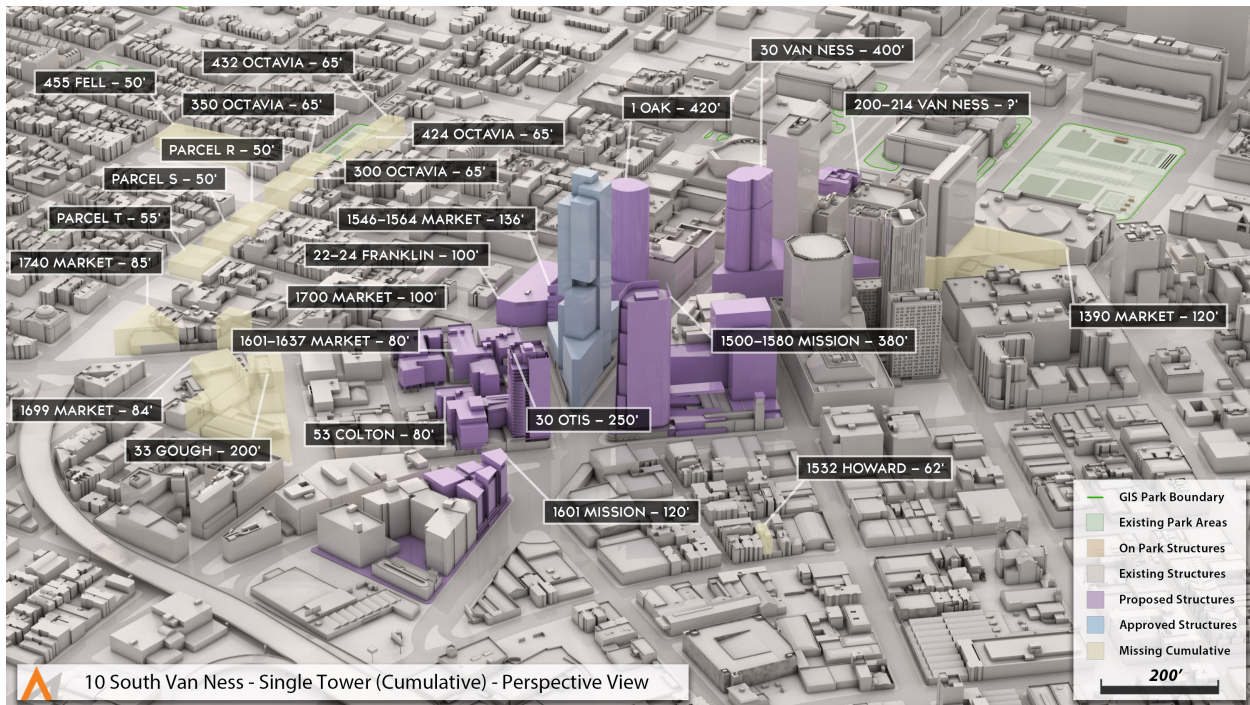 30 VAN NESS – 400'
432 OCTAVIA – 65'
455 FELL – 50'
350 OCTAVIA – 65'
1 OAK – 420'
200–214 VAN NESS – ?'
424 OCTAVIA – 65'
PARCEL R – 50'
300 OCTAVIA – 65'
PARCEL S – 50'
PARCEL T – 55'
1546–1564 MARKET – 136'
22–24 FRANKLIN – 100'
1740 MARKET – 85'
1700 MARKET – 100'
1390 MARKET – 120'
1601–1637 MARKET – 80'
1500–1580 MISSION – 380'
1699 MARKET – 84'
30 OTIS – 250'
53 COLTON – 80'
33 GOUGH – 200'
1532 HOWARD – 62'
1601 MISSION – 120'
GIS Park Boundary
Existing Park Areas
On Park Structures
Existing Structures
Proposed Structures
Approved Structures
Missing Cumulative
200'
10 South Van Ness - Single Tower (Cumulative) - Perspective View